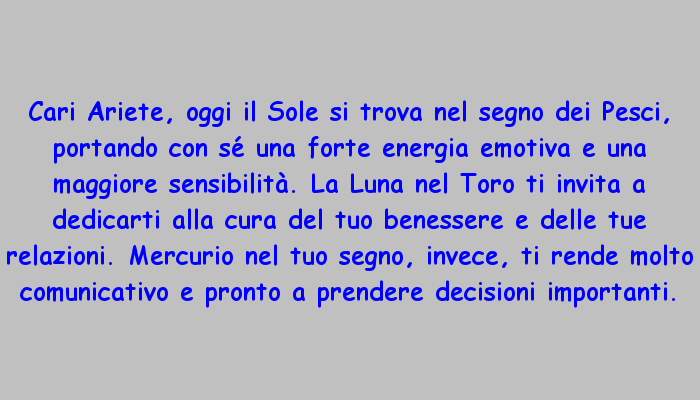 Cari Ariete, oggi il Sole si trova nel segno dei Pesci,
portando con sé una forte energia emotiva e una
maggiore sensibilità. La Luna nel Toro ti invita a
dedicarti alla cura del tuo benessere e delle tue
relazioni. Mercurio nel tuo segno, invece, ti rende molto
comunicativo e pronto a prendere decisioni importanti.